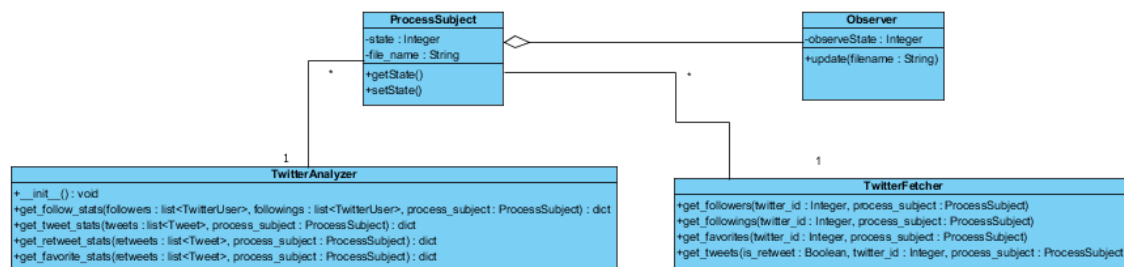 ProcessSubject
-state : Integer
-file_name : String
+getState()
+setState()
Observer
-observeState : Integer
+update(filename : String)
*
*
1
1
TwitterAnalyzer
+__init__() : void
+get_follow_stats(followers : list<TwitterUser>, followings : list<TwitterUser>, process_subject : ProcessSubject) : dict
+get_tweet_stats(tweets : list<Tweet>, process_subject : ProcessSubject) : dict
+get_retweet_stats(retweets : list<Tweet>, process_subject : ProcessSubject) : dict
+get_favorite_stats(retweets : list<Tweet>, process_subject : ProcessSubject) : dict
TwitterFetcher
+get_followers(twitter_id : Integer, process_subject : ProcessSubject)
+get_followings(twitter_id : Integer, process_subject : ProcessSubject)
+get_favorites(twitter_id : Integer, process_subject : ProcessSubject)
+get_tweets(is_retweet : Boolean, twitter_id : Integer, process_subject : ProcessSubject